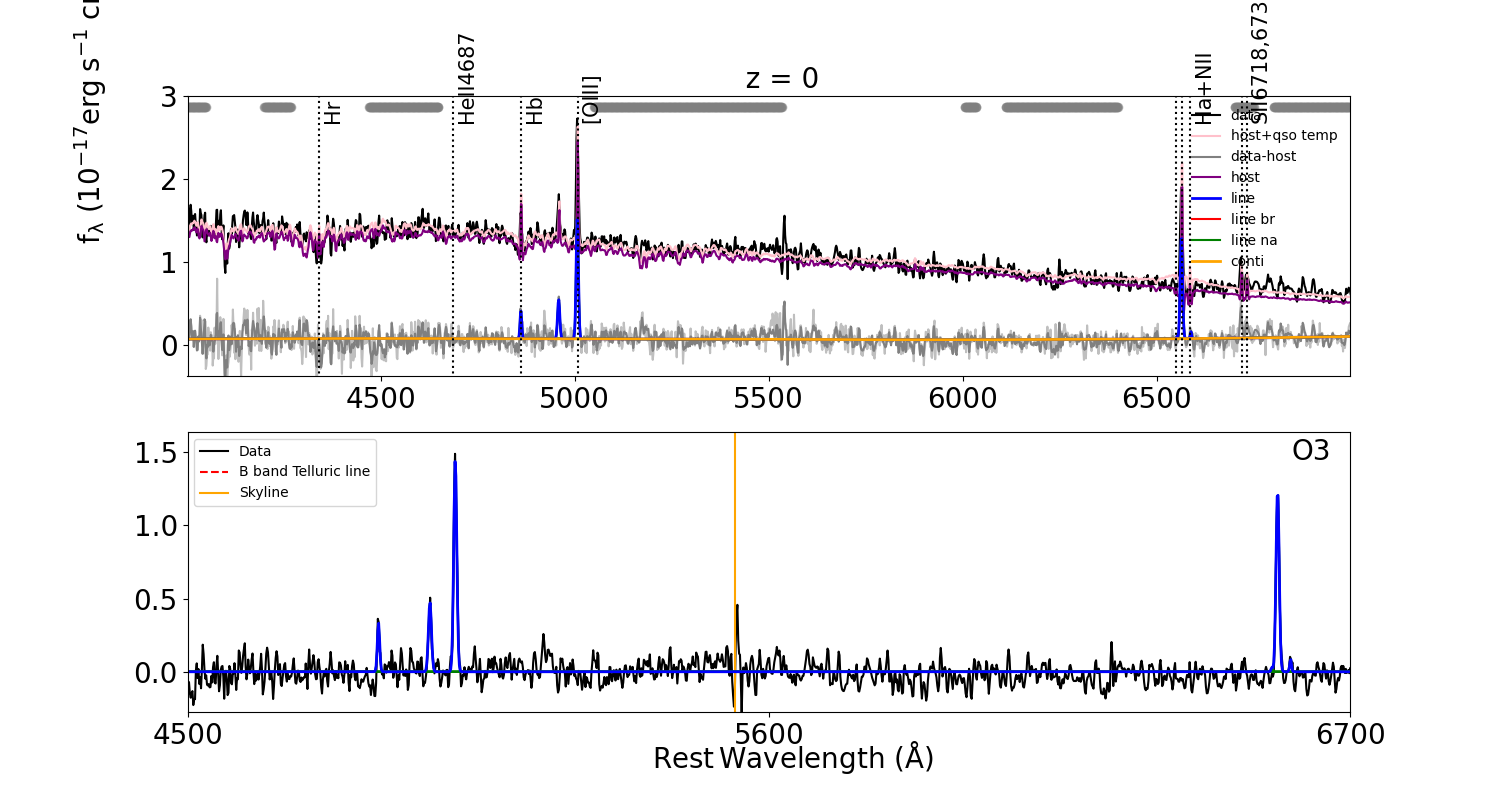 z = 0
f_λ (10^−17 erg s^−1 c
Hr
HeII4687
Hb
[OIII]
Ha+NII
SII6718,673
data
host+qso temp
data-host
host
line
line br
line na
conti
3
2
1
0
4500 5000 5500 6000 6500
O3
Data
B band Telluric line
Skyline
1.5
1.0
0.5
0.0
4500 5600 6700
Rest Wavelength (Å)